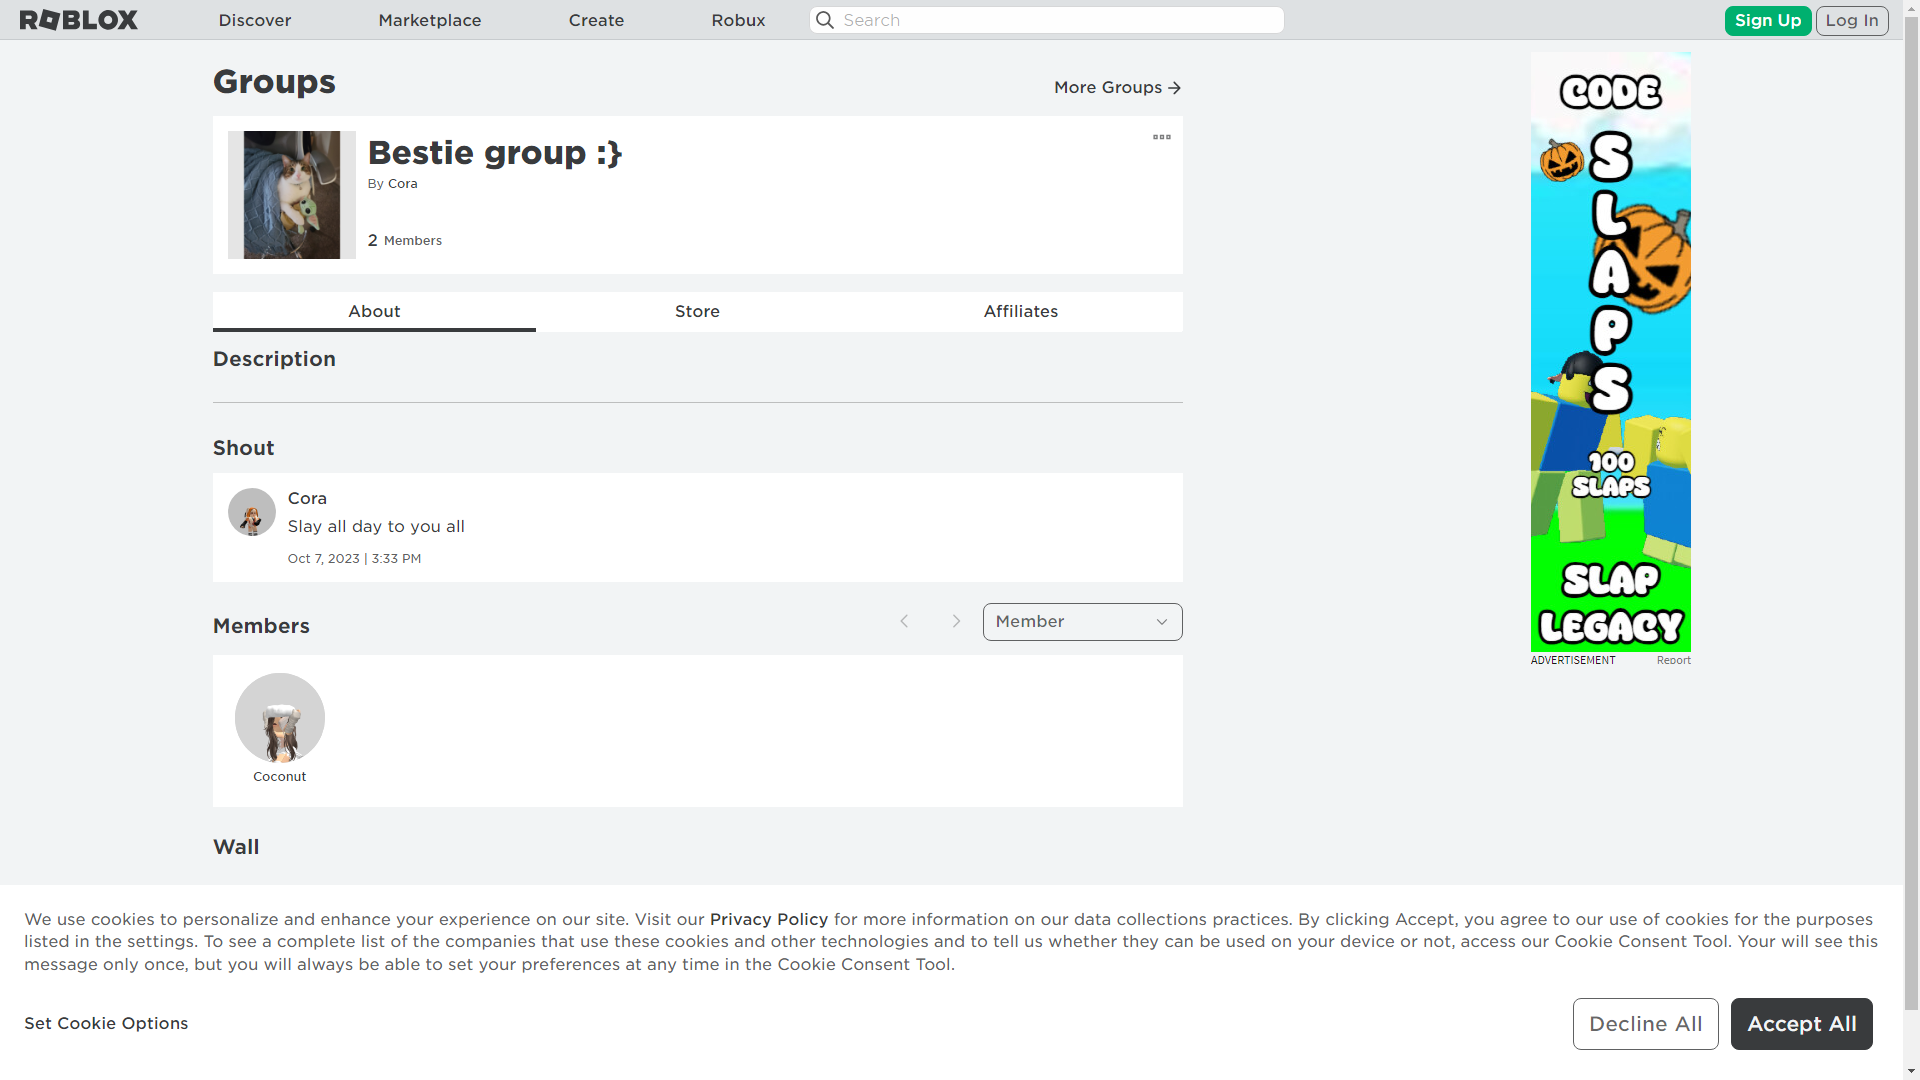 ROBLOX
Discover
Marketplace
Create
Robux
Search
Sign Up
Log In
Groups
More Groups
Bestie group :}
By Cora
2 Members
About
Store
Affiliates
Description
Shout
Cora
Slay all day to you all
Oct 7, 2023 | 3:33 PM
Members
Member
Coconut
Wall
CODE
SLAPS
100
SLAPS
SLAP
LEGACY
ADVERTISEMENT
Report
We use cookies to personalize and enhance your experience on our site. Visit our Privacy Policy for more information on our data collections practices. By clicking Accept, you agree to our use of cookies for the purposes
listed in the settings. To see a complete list of the companies that use these cookies and other technologies and to tell us whether they can be used on your device or not, access our Cookie Consent Tool. Your will see this
message only once, but you will always be able to set your preferences at any time in the Cookie Consent Tool.
Set Cookie Options
Decline All
Accept All